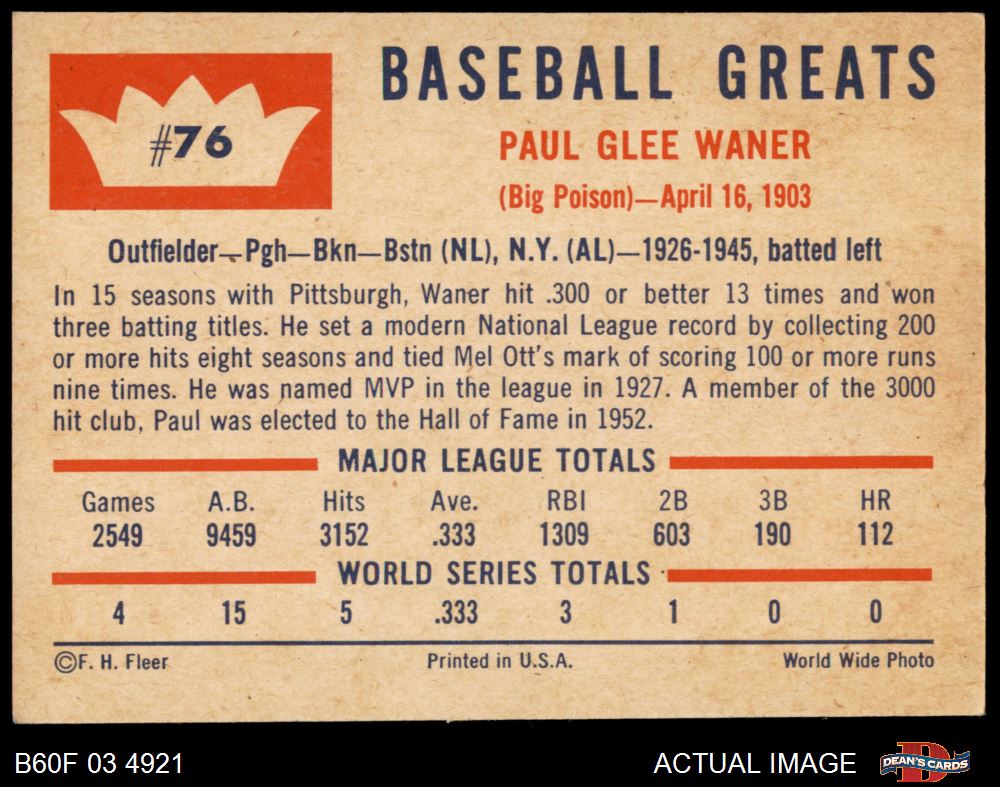 #76
BASEBALL GREATS
PAUL GLEE WANER
(Big Poison)—April 16, 1903
Outfielder—Pgh—Bkn—Bstn (NL), N.Y. (AL)—1926-1945, batted left
In 15 seasons with Pittsburgh, Waner hit .300 or better 13 times and won
three batting titles. He set a modern National League record by collecting 200
or more hits eight seasons and tied Mel Ott's mark of scoring 100 or more runs
nine times. He was named MVP in the league in 1927. A member of the 3000
hit club, Paul was elected to the Hall of Fame in 1952.
MAJOR LEAGUE TOTALS
Games A.B. Hits Ave. RBI 2B 3B HR
2549 9459 3152 .333 1309 603 190 112
WORLD SERIES TOTALS
4 15 5 .333 3 1 0 0
©F. H. Fleer Printed in U.S.A. World Wide Photo
B60F 03 4921 ACTUAL IMAGE DEAN'S CARDS